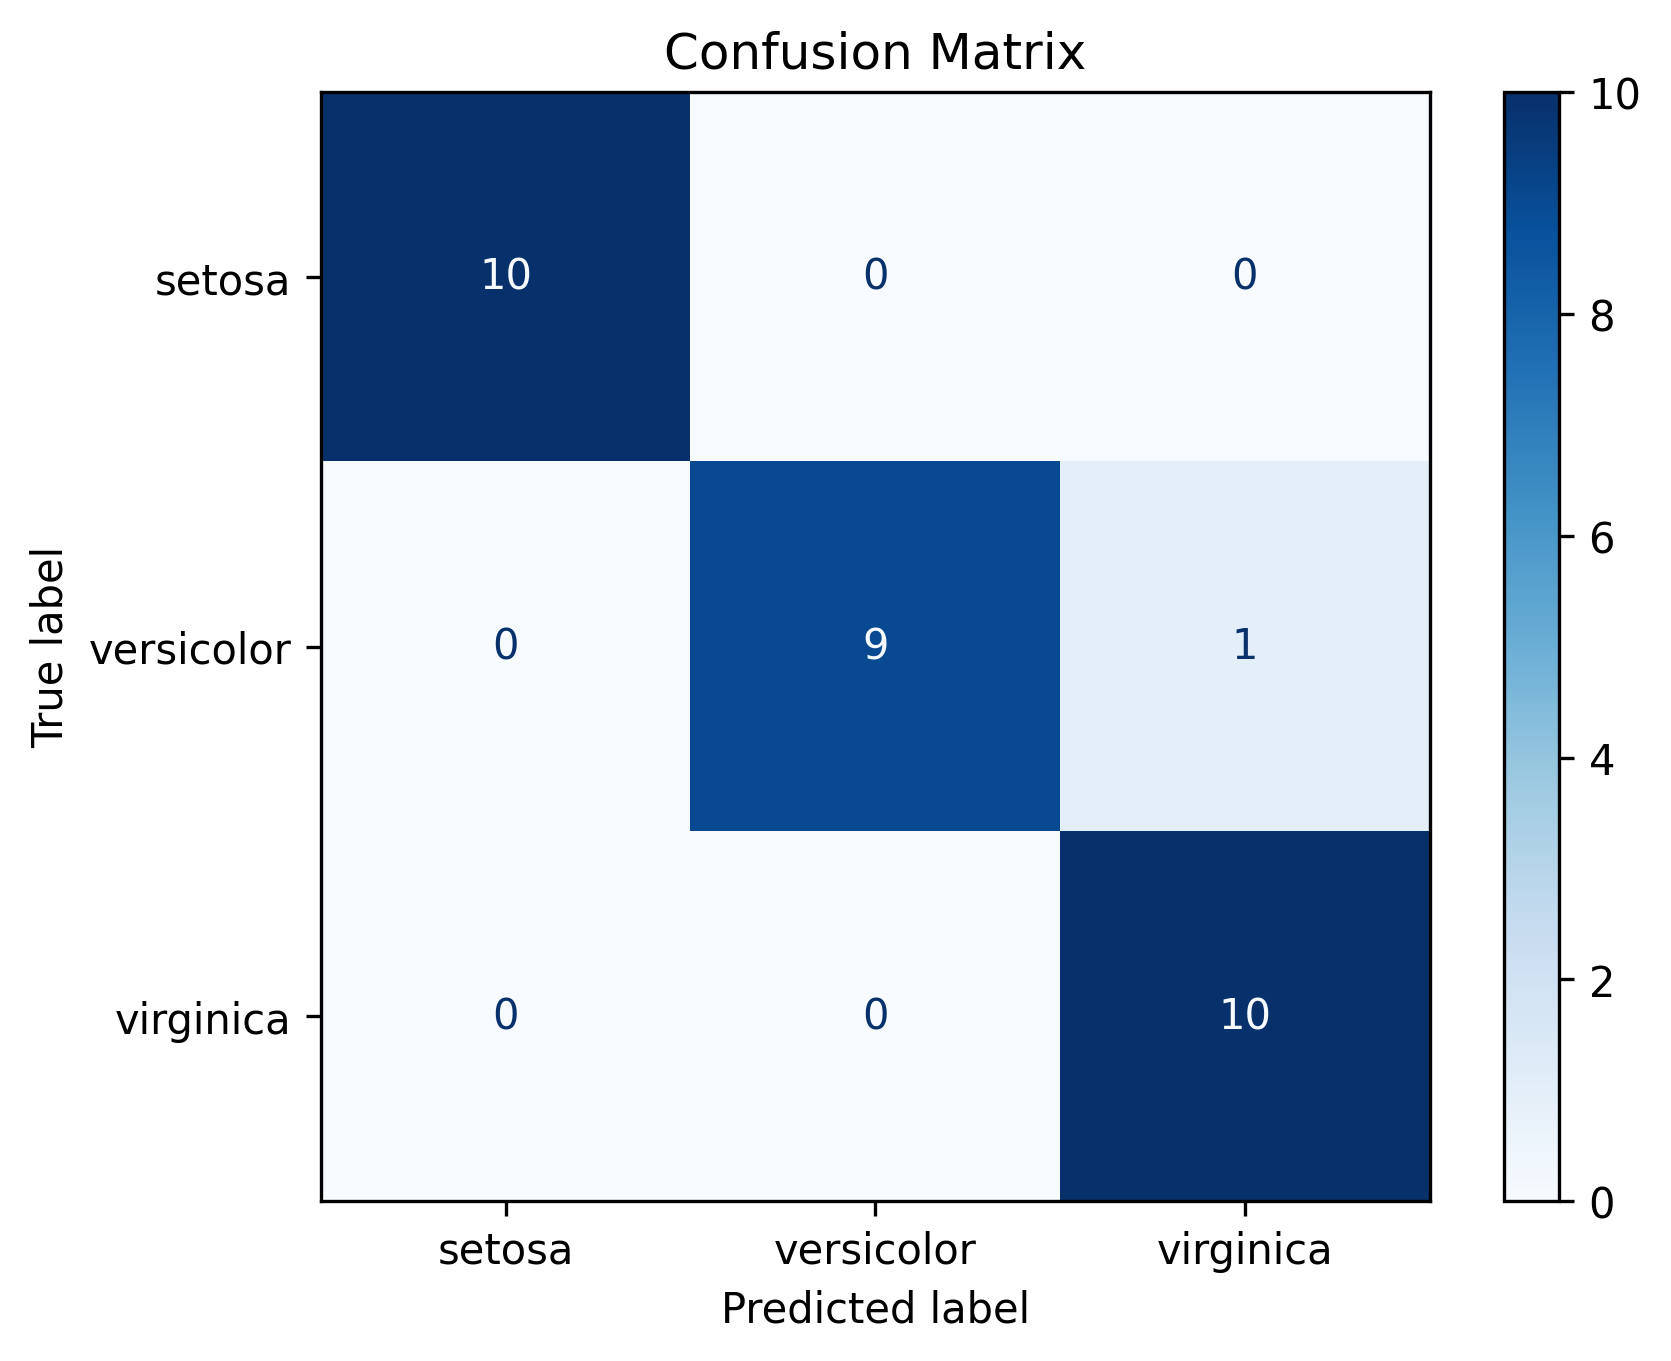 Confusion Matrix
setosa
versicolor
virginica
True label
10 0 0
0 9 1
0 0 10
setosa versicolor virginica
Predicted label
10
8
6
4
2
0